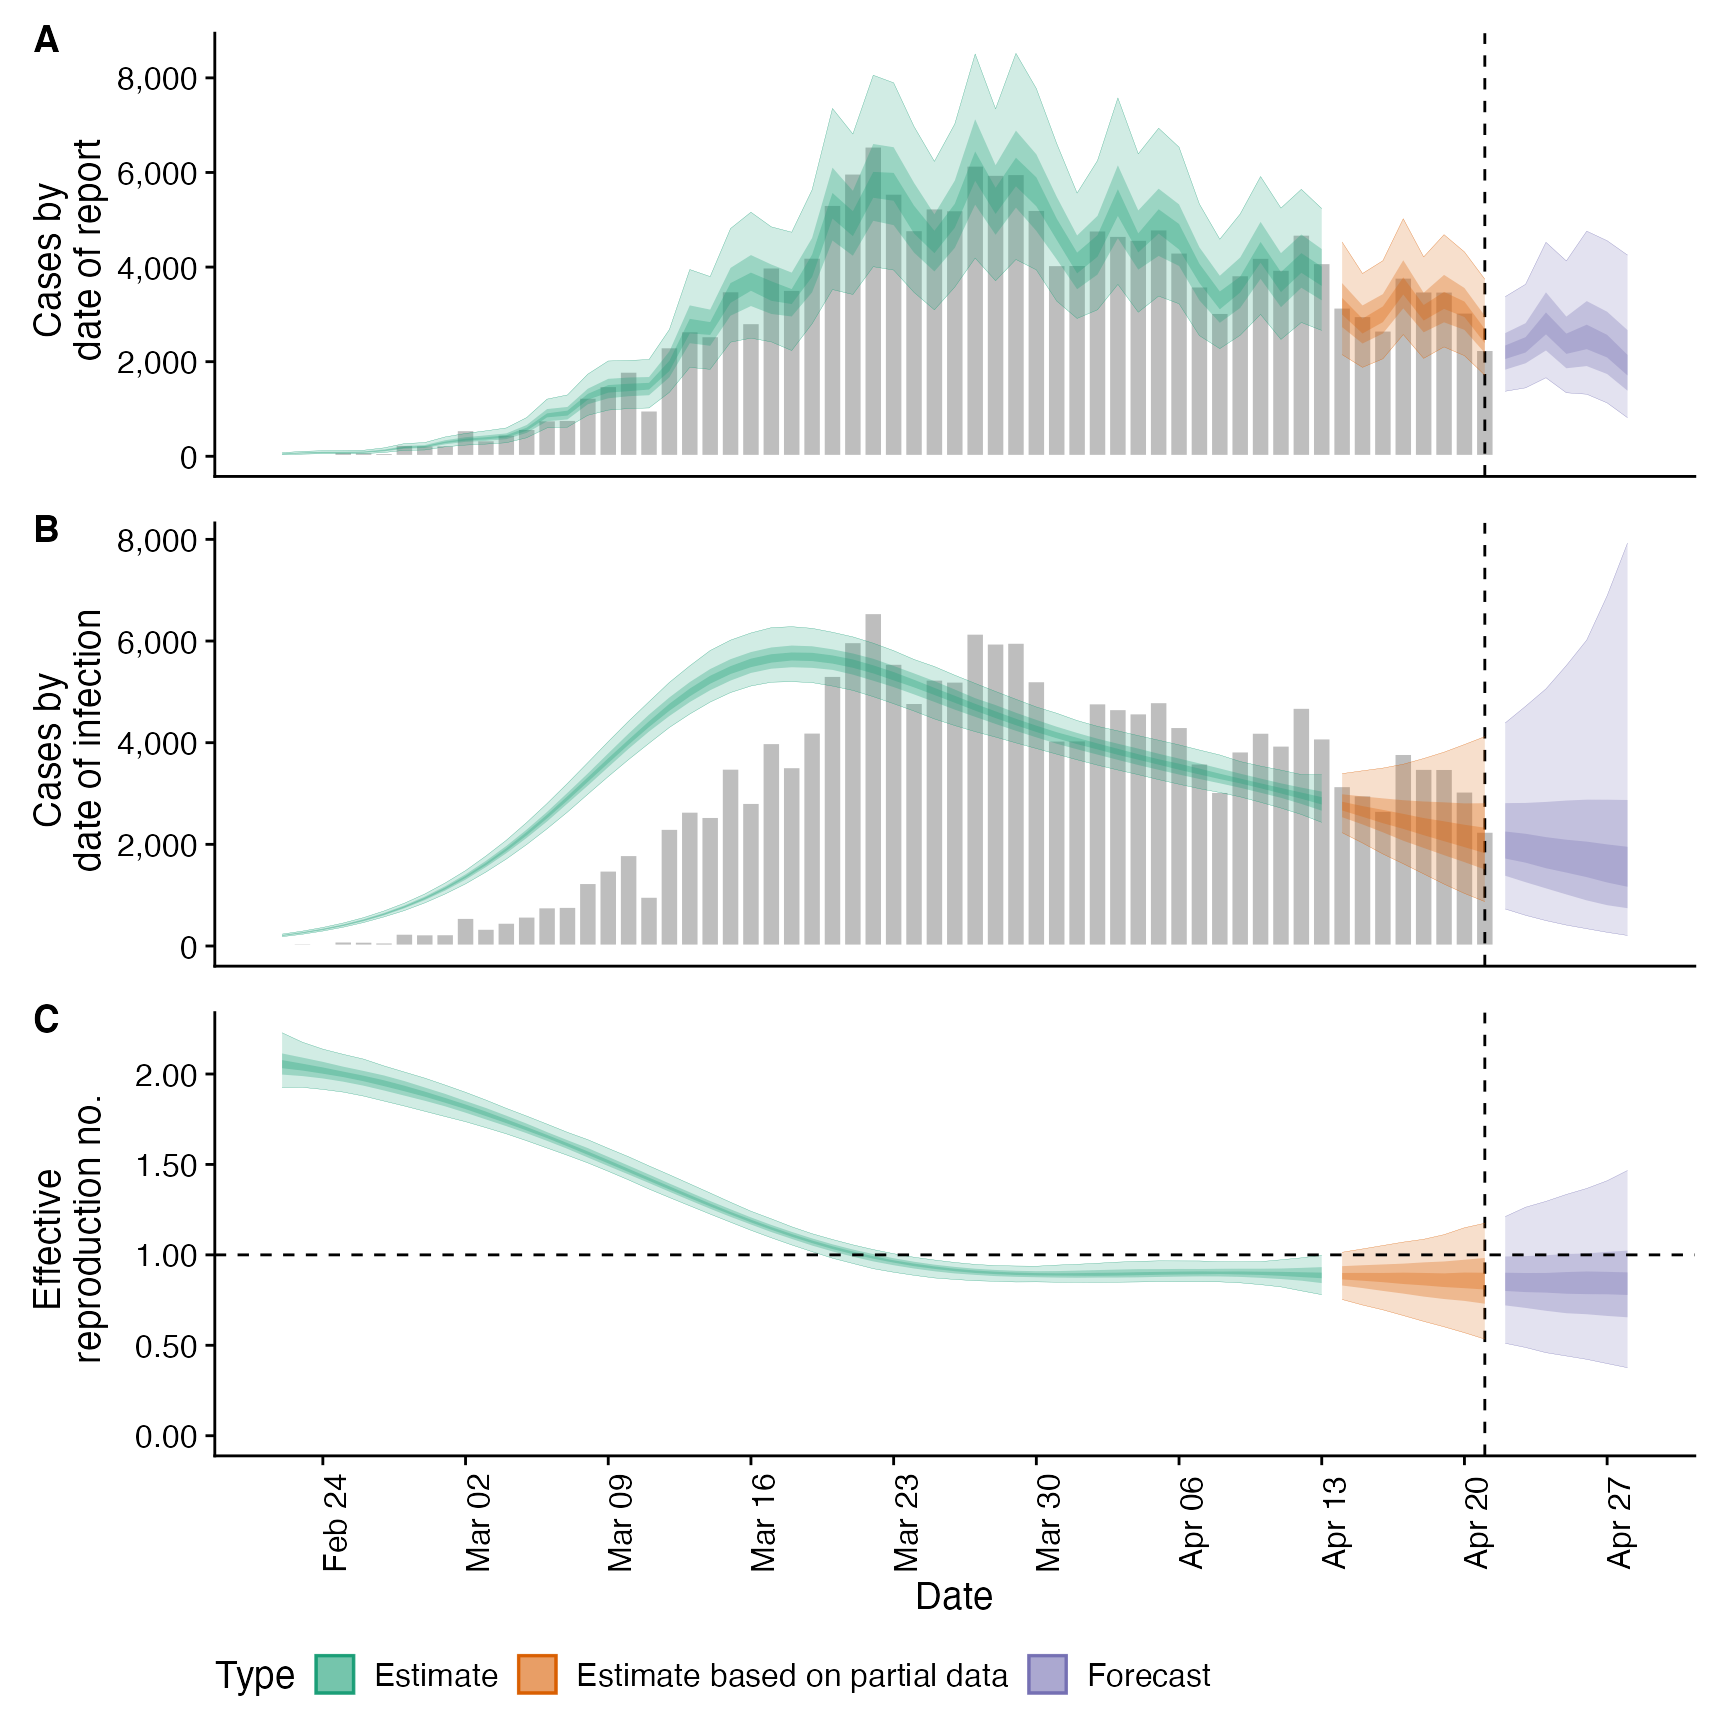 A
Cases by
date of report
8,000
6,000
4,000
2,000
0
B
Cases by
date of infection
8,000
6,000
4,000
2,000
0
C
Effective
reproduction no.
2.00
1.50
1.00
0.50
0.00
Feb 24
Mar 02
Mar 09
Mar 16
Mar 23
Mar 30
Apr 06
Apr 13
Apr 20
Apr 27
Date
Type Estimate Estimate based on partial data Forecast